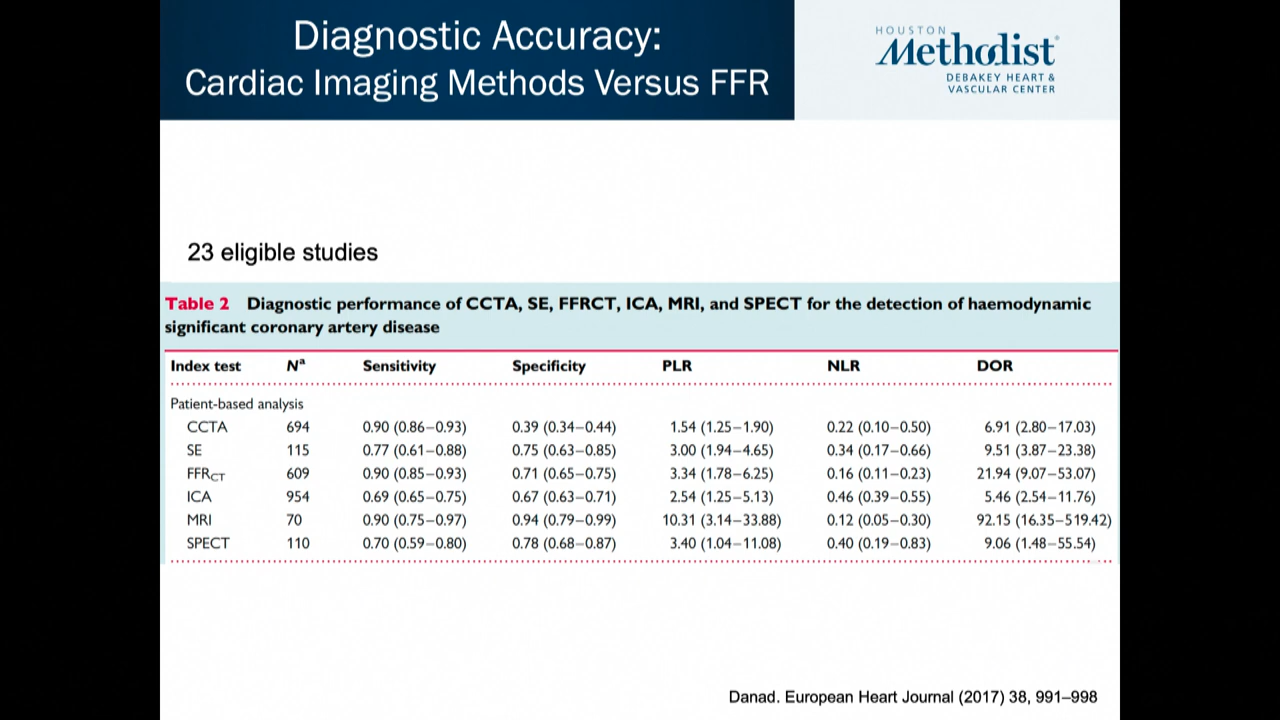 Diagnostic Accuracy:
Cardiac Imaging Methods Versus FFR
HOUSTON
Methodist®
DEBAKEY HEART &
VASCULAR CENTER
23 eligible studies
Table 2 Diagnostic performance of CCTA, SE, FFRCT, ICA, MRI, and SPECT for the detection of haemodynamic
significant coronary artery disease
Index test Nᵃ Sensitivity Specificity PLR NLR DOR
Patient-based analysis
CCTA 694 0.90 (0.86–0.93) 0.39 (0.34–0.44) 1.54 (1.25–1.90) 0.22 (0.10–0.50) 6.91 (2.80–17.03)
SE 115 0.77 (0.61–0.88) 0.75 (0.63–0.85) 3.00 (1.94–4.65) 0.34 (0.17–0.66) 9.51 (3.87–23.38)
FFRCT 609 0.90 (0.85–0.93) 0.71 (0.65–0.75) 3.34 (1.78–6.25) 0.16 (0.11–0.23) 21.94 (9.07–53.07)
ICA 954 0.69 (0.65–0.75) 0.67 (0.63–0.71) 2.54 (1.25–5.13) 0.46 (0.39–0.55) 5.46 (2.54–11.76)
MRI 70 0.90 (0.75–0.97) 0.94 (0.79–0.99) 10.31 (3.14–33.88) 0.12 (0.05–0.30) 92.15 (16.35–519.42)
SPECT 110 0.70 (0.59–0.80) 0.78 (0.68–0.87) 3.40 (1.04–11.08) 0.40 (0.19–0.83) 9.06 (1.48–55.54)
Danad. European Heart Journal (2017) 38, 991–998